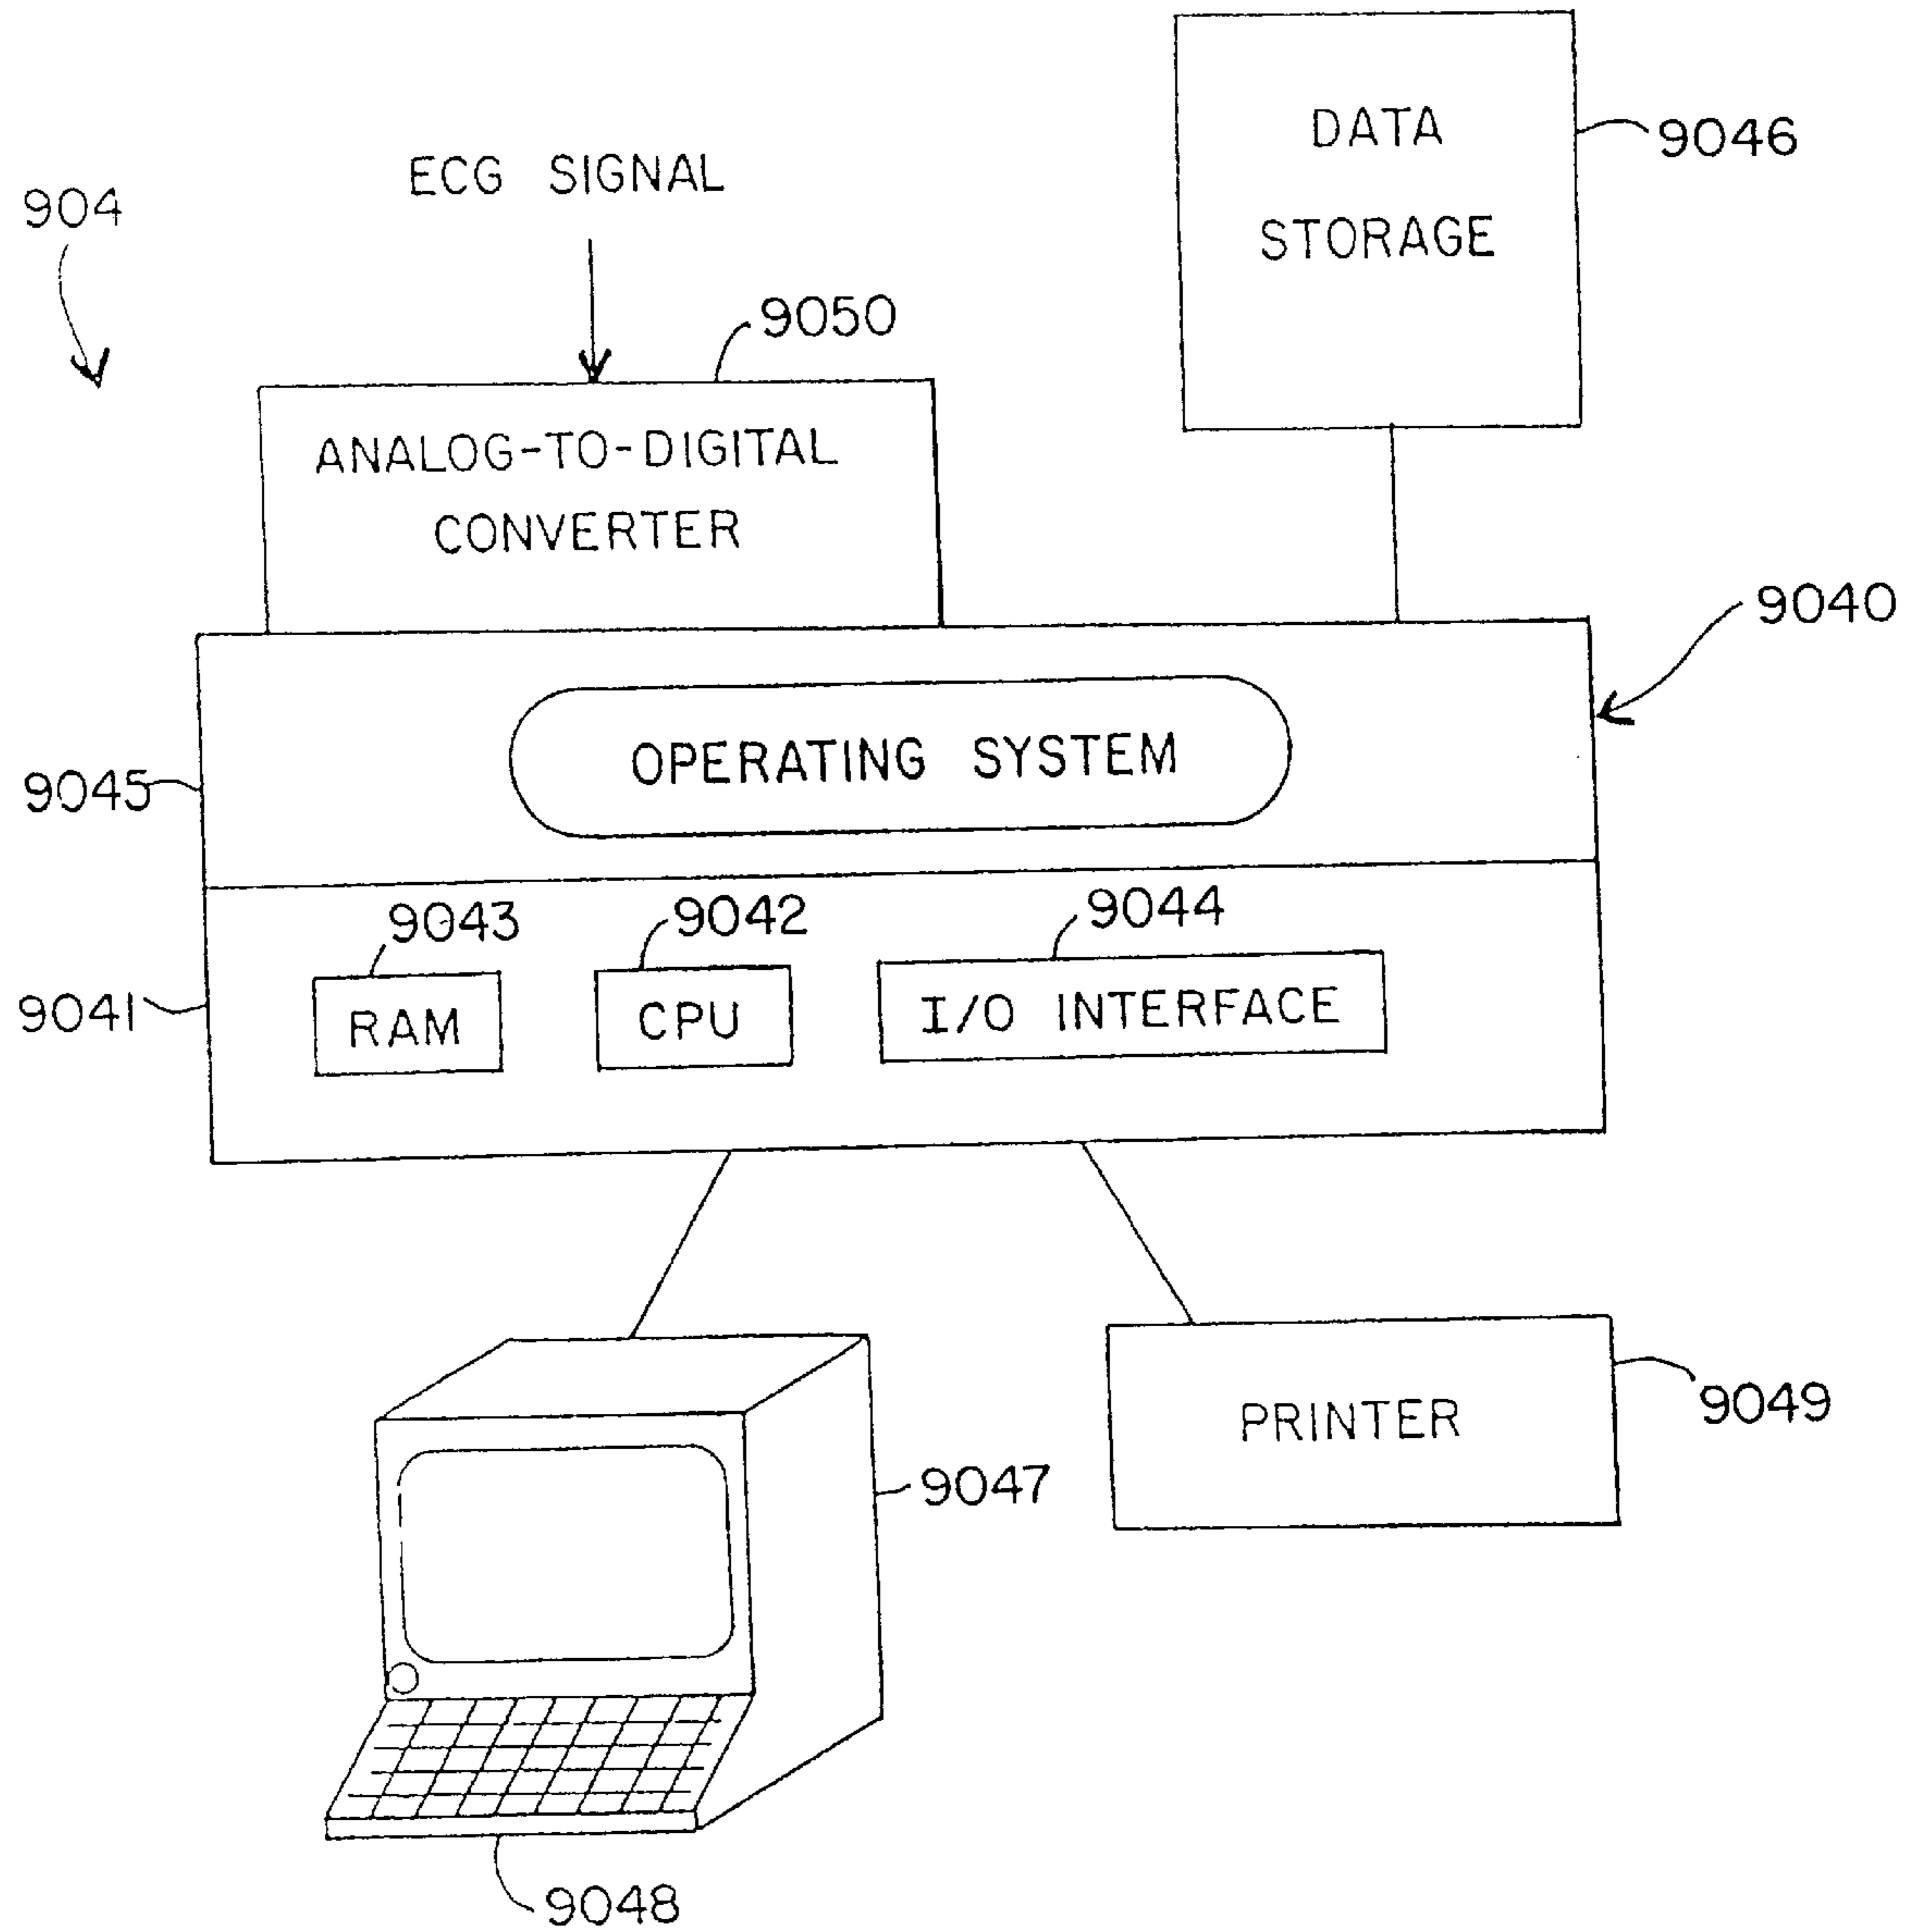 DATA
STORAGE
9046
ECG SIGNAL
904
9050
ANALOG-TO-DIGITAL
CONVERTER
9040
OPERATING SYSTEM
9045
9043
9042
9044
RAM
CPU
I/O INTERFACE
9041
PRINTER
9049
9047
9048